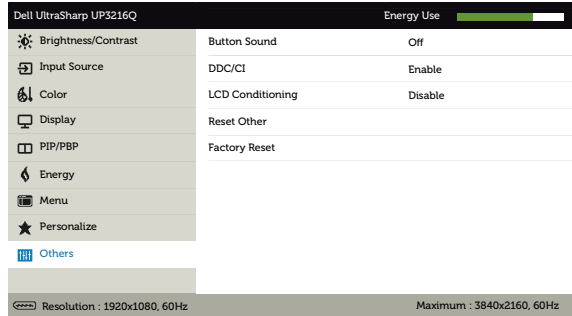 Dell UltraSharp UP3216Q Energy Use
Brightness/Contrast Button Sound Off
Input Source DDC/CI Enable
Color LCD Conditioning Disable
Display Reset Other
PIP/PBP Factory Reset
Energy
Menu
Personalize
Others
Resolution : 1920x1080, 60Hz Maximum : 3840x2160, 60Hz